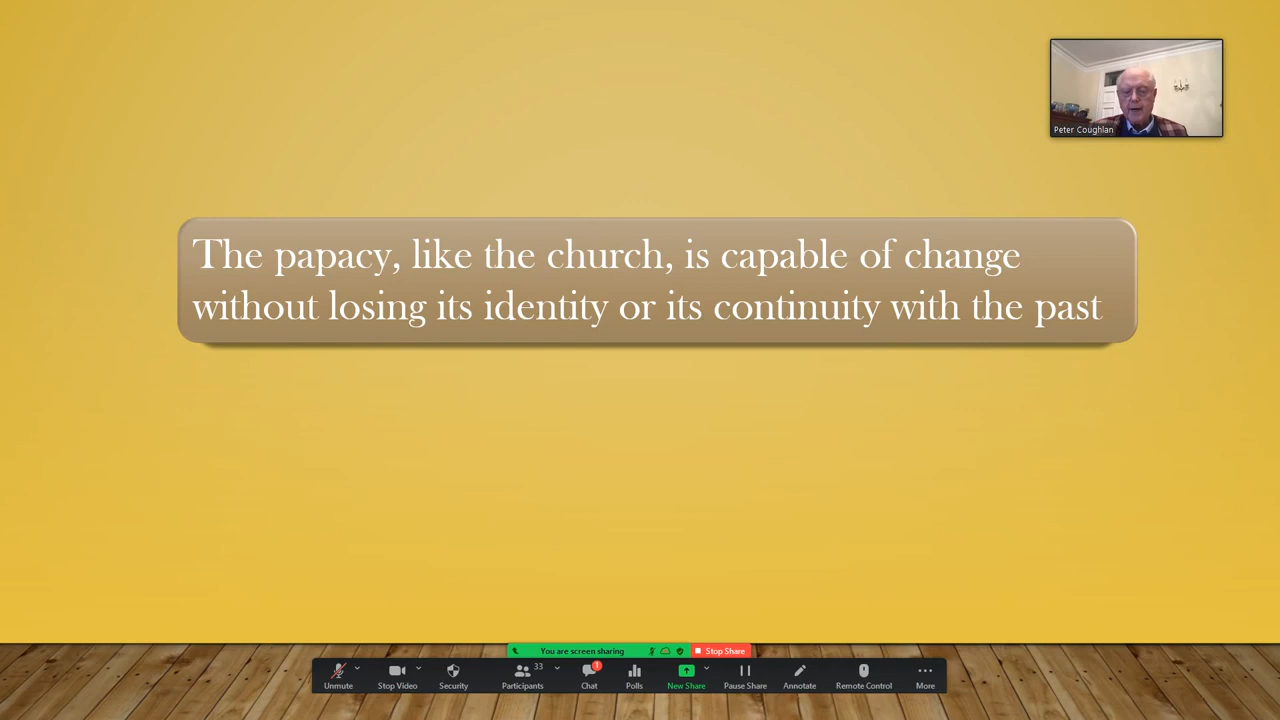 Peter Coughlan
The papacy, like the church, is capable of change
without losing its identity or its continuity with the past
You are screen sharing
Stop Share
Unmute
Stop Video
Security
33
Participants
1
Chat
Polls
New Share
Pause Share
Annotate
Remote Control
More